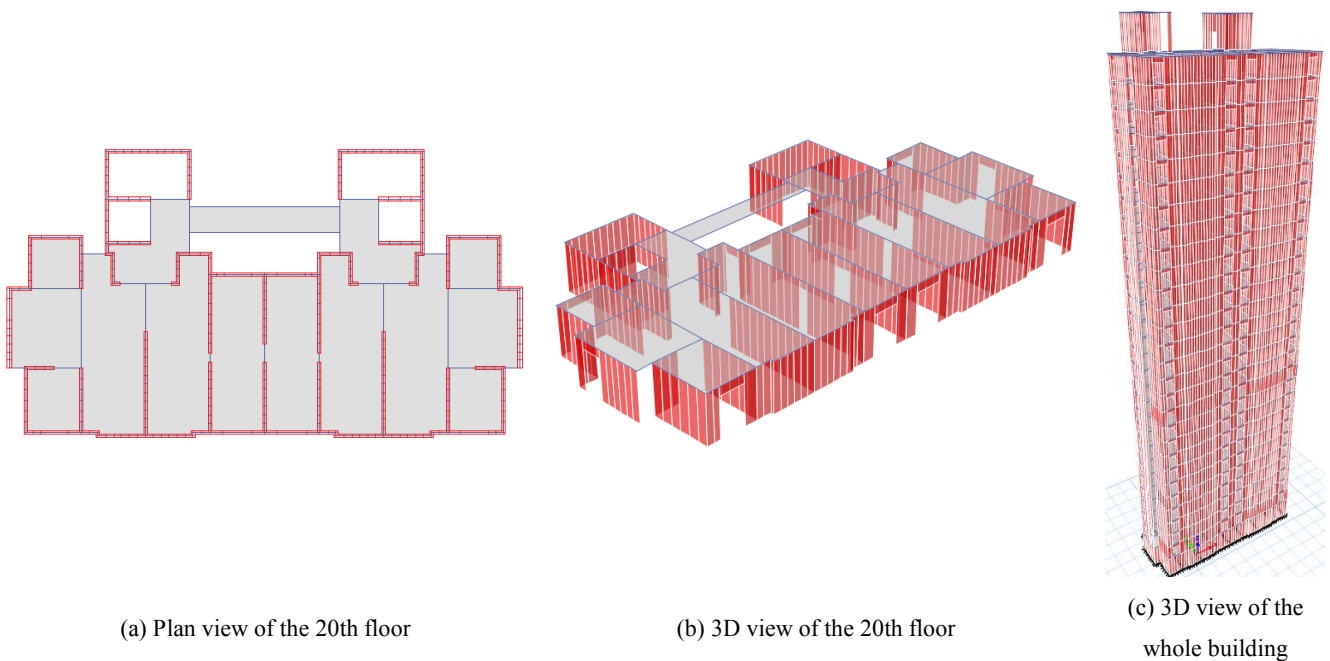 (a) Plan view of the 20th floor
(b) 3D view of the 20th floor
(c) 3D view of the
whole building